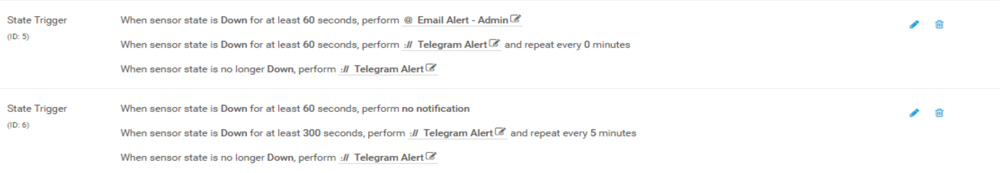 State Trigger
(ID: 5)
When sensor state is Down for at least 60 seconds, perform @ Email Alert - Admin
When sensor state is Down for at least 60 seconds, perform :// Telegram Alert and repeat every 0 minutes
When sensor state is no longer Down, perform :// Telegram Alert
State Trigger
(ID: 6)
When sensor state is Down for at least 60 seconds, perform no notification
When sensor state is Down for at least 300 seconds, perform :// Telegram Alert and repeat every 5 minutes
When sensor state is no longer Down, perform :// Telegram Alert